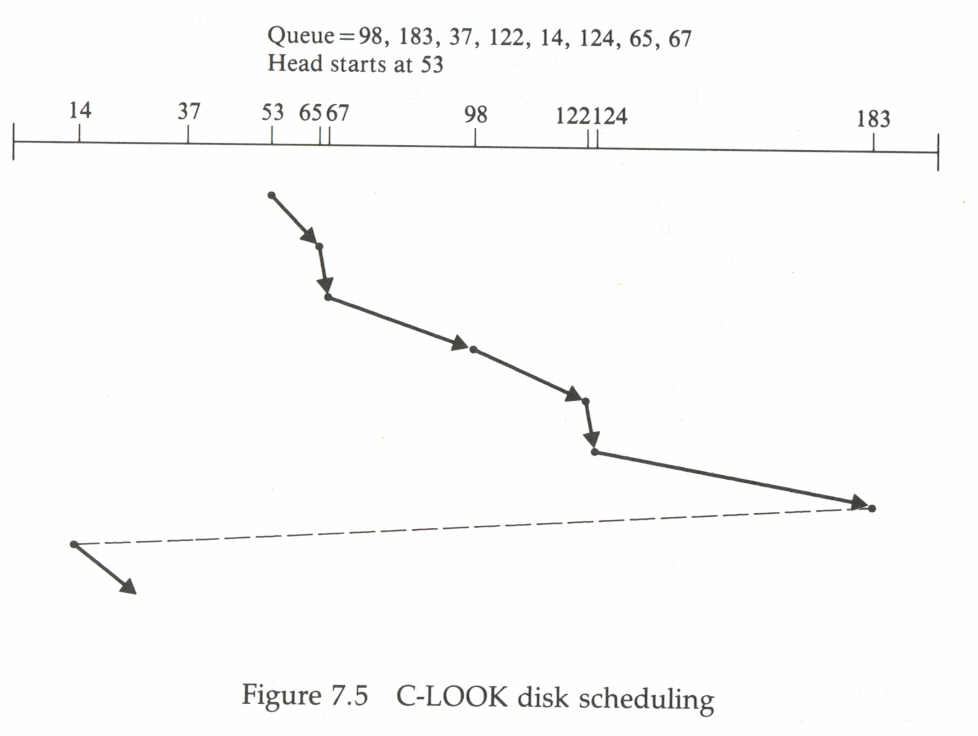 Queue=98, 183, 37, 122, 14, 124, 65, 67
Head starts at 53
14 37 53 65 67 98 122 124 183
Figure 7.5 C-LOOK disk scheduling